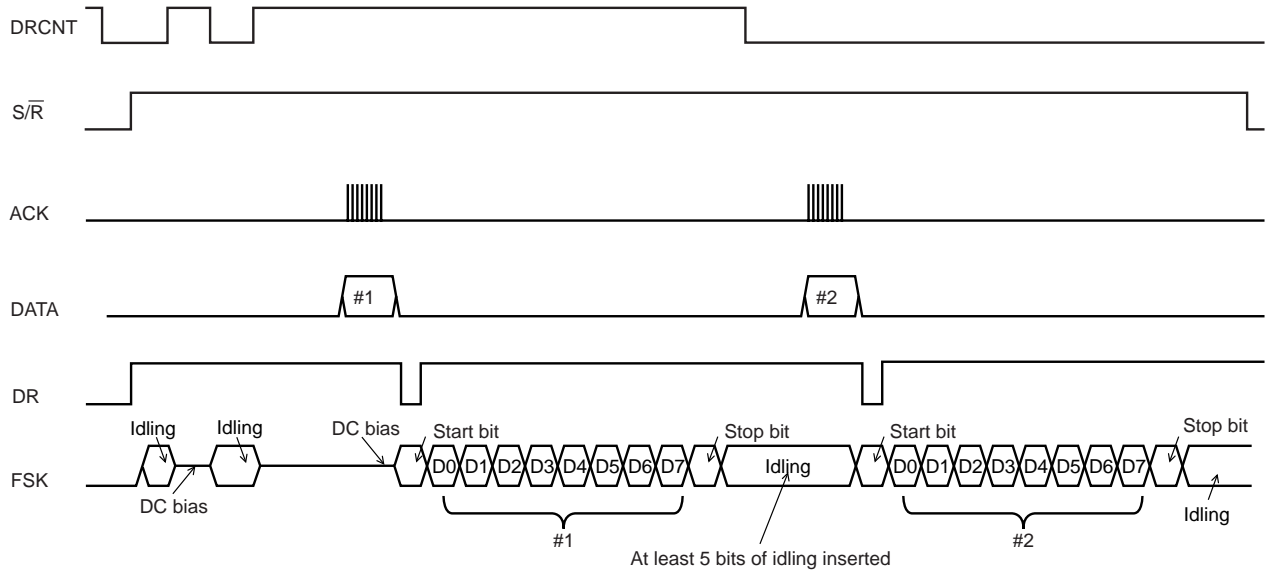 DRCNT
S/R̅
ACK
#1
#2
DATA
DR
Idling
Idling
DC bias
Start bit
Stop bit
Start bit
Stop bit
FSK
D0 D1 D2 D3 D4 D5 D6 D7
Idling
D0 D1 D2 D3 D4 D5 D6 D7
DC bias
Idling
#1
#2
At least 5 bits of idling inserted